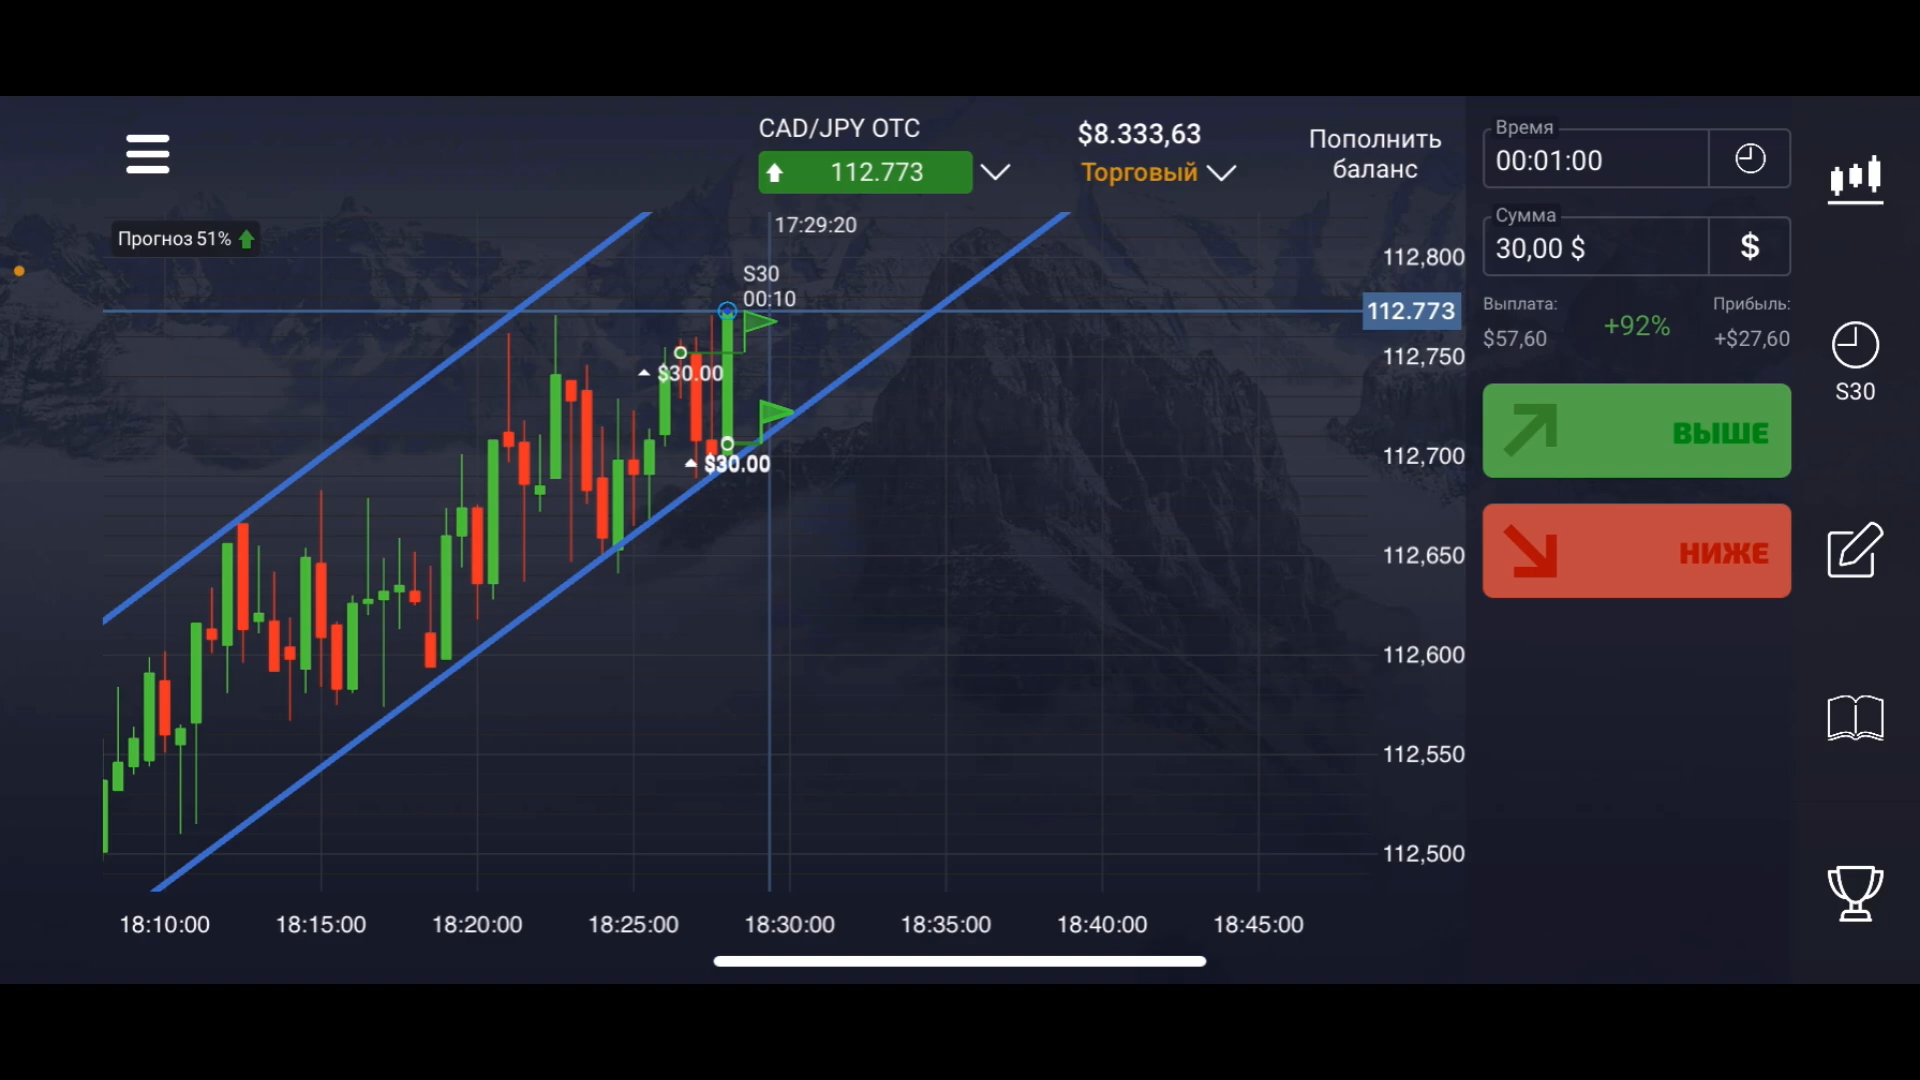 CAD/JPY OTC
112.773
$8.333,63
Торговый
Пополнить
баланс
Время
00:01:00
Сумма
30,00 $
$
Выплата:
$57,60
+92%
Прибыль:
+$27,60
ВЫШЕ
НИЖЕ
S30
Прогноз 51%
17:29:20
S30
00:10
$30.00
$30.00
112,800
112.773
112,750
112,700
112,650
112,600
112,550
112,500
18:10:00
18:15:00
18:20:00
18:25:00
18:30:00
18:35:00
18:40:00
18:45:00